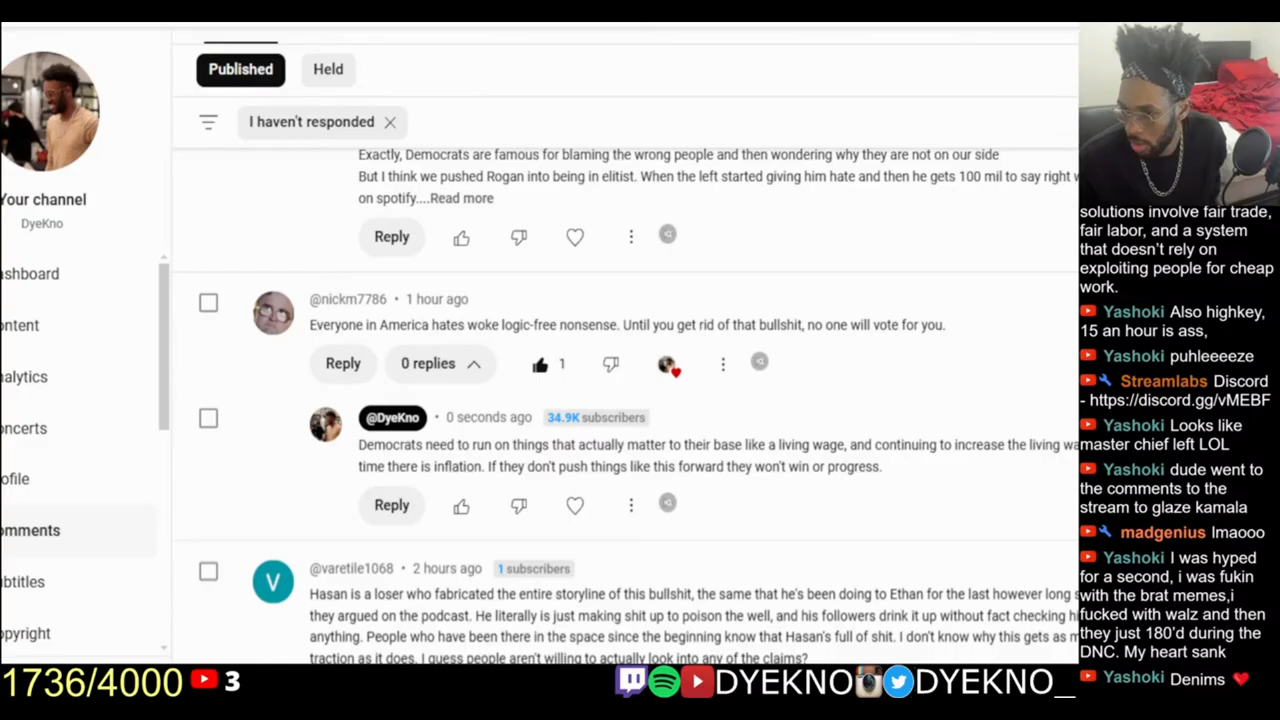 Published
Held
I haven't responded
Exactly, Democrats are famous for blaming the wrong people and then wondering why they are not on our side
But I think we pushed Rogan into being in elitist. When the left started giving him hate and then he gets 100 mil to say right
on spotify....Read more
Reply
@nickm7786 • 1 hour ago
Everyone in America hates woke logic-free nonsense. Until you get rid of that bullshit, no one will vote for you.
Reply
0 replies
1
@DyeKno • 0 seconds ago 34.9K subscribers
Democrats need to run on things that actually matter to their base like a living wage, and continuing to increase the living wa
time there is inflation. If they don't push things like this forward they won't win or progress.
Reply
V
@varetile1068 • 2 hours ago 1 subscribers
Hasan is a loser who fabricated the entire storyline of this bullshit, the same that he's been doing to Ethan for the last however long
they argued on the podcast. He literally is just making shit up to poison the well, and his followers drink it up without fact checking hi
anything. People who have been there in the space since the beginning know that Hasan's full of shit. I don't know why this gets as m
traction as it does. I guess people aren't willing to actually look into any of the claims?
Your channel
DyeKno
ashboard
ontent
nalytics
oncerts
ofile
omments
btitles
opyright
solutions involve fair trade,
fair labor, and a system
that doesn't rely on
exploiting people for cheap
work.
Yashoki Also highkey,
15 an hour is ass,
Yashoki puhleeeeze
Streamlabs Discord
- https://discord.gg/vMEBF
Yashoki Looks like
master chief left LOL
Yashoki dude went to
the comments to the
stream to glaze kamala
madgenius lmaooo
Yashoki I was hyped
for a second, i was fukin
with the brat memes,i
fucked with walz and then
they just 180'd during the
DNC. My heart sank
Yashoki Denims
1736/4000
3
DYEKNO
DYEKNO_